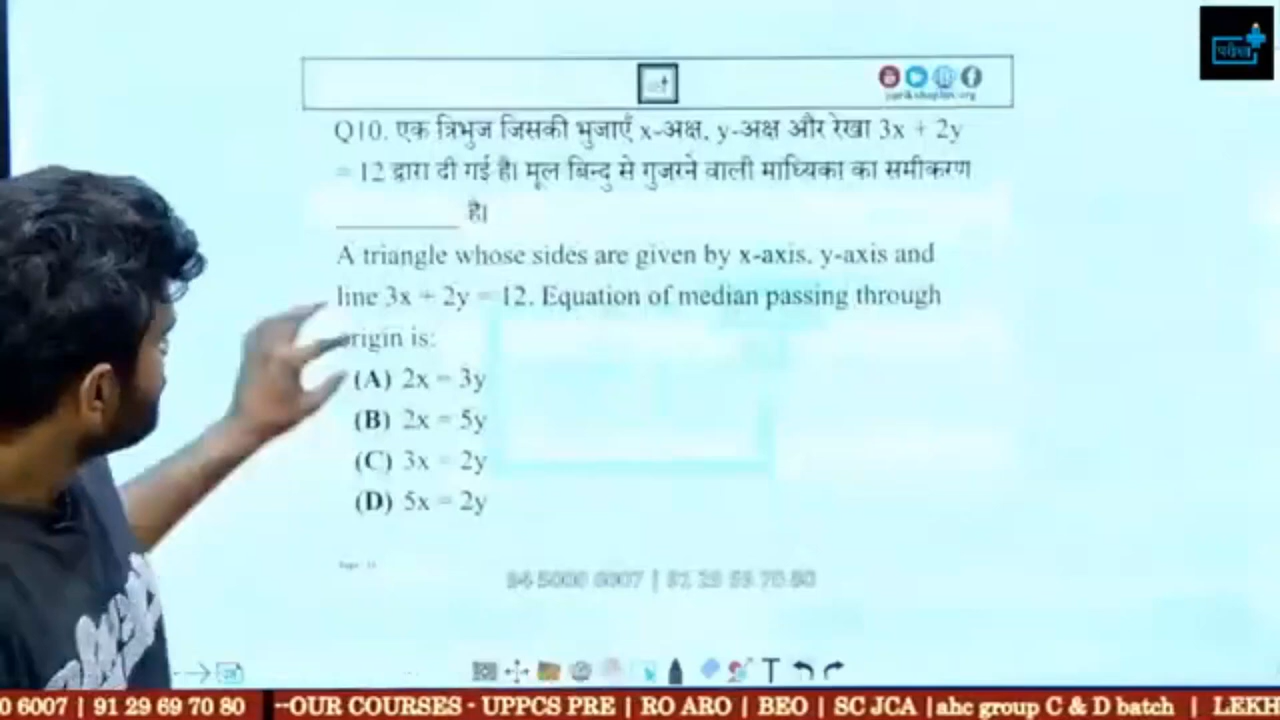 परीक्षा
Q10. एक त्रिभुज जिसकी भुजाएँ x-अक्ष, y-अक्ष और रेखा 3x + 2y
= 12 द्वारा दी गई है। मूल बिन्दु से गुजरने वाली माध्यिका का समीकरण
__________ है।
A triangle whose sides are given by x-axis, y-axis and
line 3x + 2y = 12. Equation of median passing through
origin is:
(A) 2x = 3y
(B) 2x = 5y
(C) 3x = 2y
(D) 5x = 2y
0 6007 | 91 29 69 70 80 --OUR COURSES - UPPCS PRE | RO ARO | BEO | SC JCA |ahc group C & D batch | LEKH